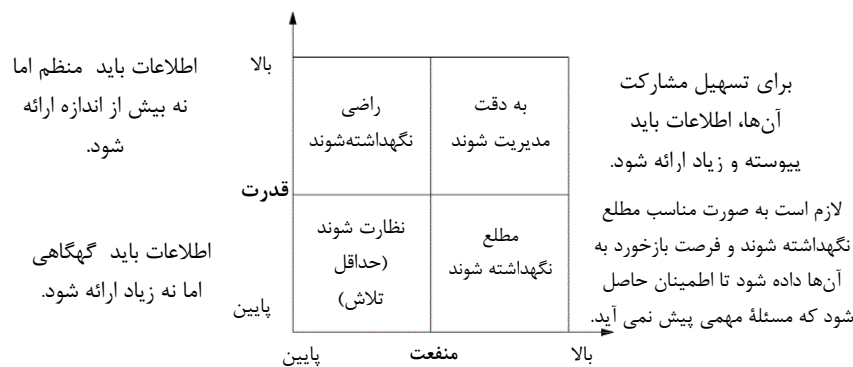 بالا
اطلاعات باید منظم اما
نه بیش از اندازه ارائه
شود.
راضی
نگهداشته‌شوند
به دقت
مدیریت شوند
برای تسهیل مشارکت
آن‌ها، اطلاعات باید
پیوسته و زیاد ارائه شود.
قدرت
لازم است به صورت مناسب مطلع
نگهداشته شوند و فرصت بازخورد به
آن‌ها داده شود تا اطمینان حاصل
شود که مسئلهٔ مهمی پیش نمی آید.
مطلع
نگهداشته شوند
نظارت شوند
(حداقل
تلاش)
اطلاعات باید گهگاهی
اما نه زیاد ارائه شود.
پایین
پایین
منفعت
بالا